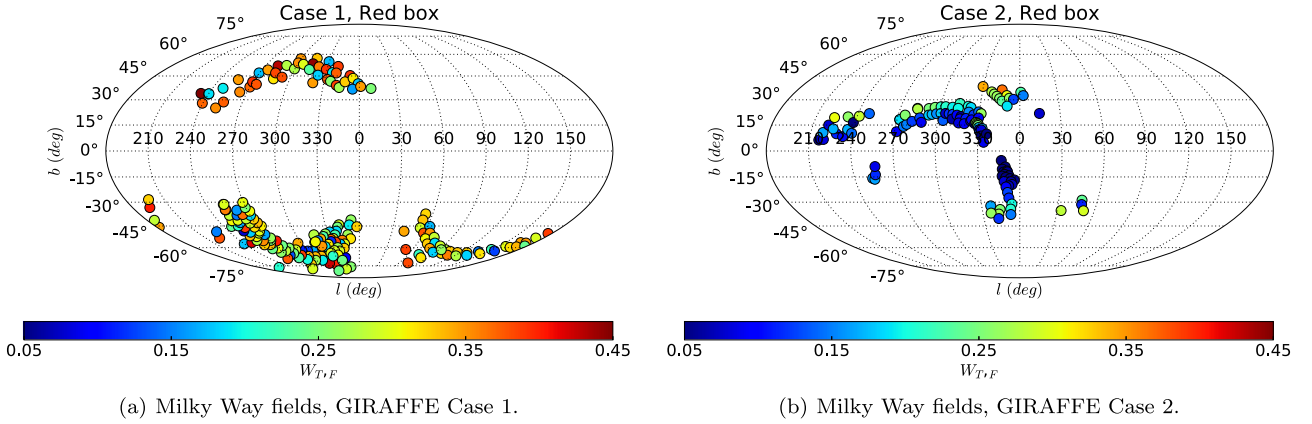 Case 1, Red box
75°
60°
45°
30°
15°
0°
-15°
-30°
-45°
-60°
-75°
210 240 270 300 330 0 30 60 90 120 150
b (deg)
l (deg)
0.05 0.15 0.25 0.35 0.45
W_T,F
(a) Milky Way fields, GIRAFFE Case 1.
Case 2, Red box
75°
60°
45°
30°
15°
0°
-15°
-30°
-45°
-60°
-75°
210 240 270 300 330 0 30 60 90 120 150
b (deg)
l (deg)
0.05 0.15 0.25 0.35 0.45
W_T,F
(b) Milky Way fields, GIRAFFE Case 2.